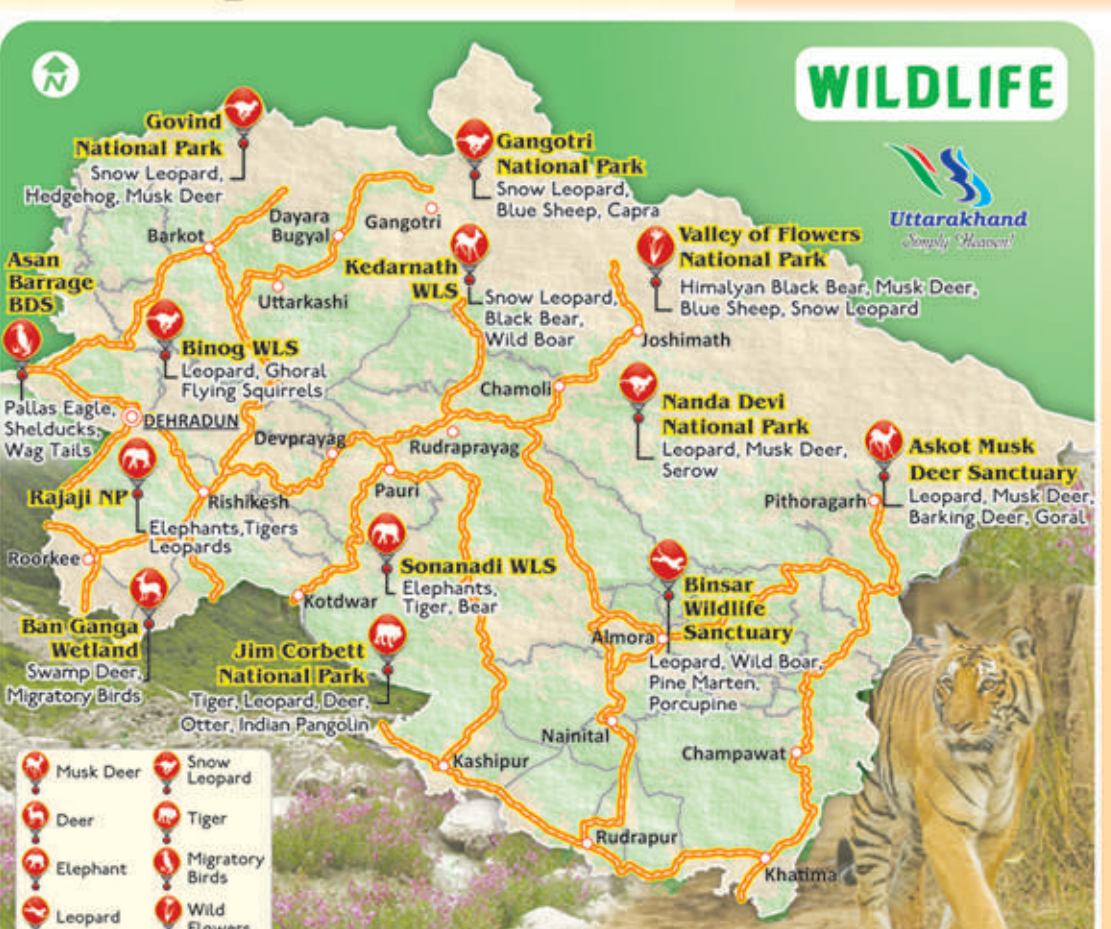 WILDLIFE
N
Uttarakhand
Simply Heaven!
Govind
National Park
Snow Leopard,
Hedgehog, Musk Deer
Gangotri
National Park
Snow Leopard,
Blue Sheep, Capra
Dayara
Bugyal
Gangotri
Barkot
Valley of Flowers
National Park
Himalyan Black Bear, Musk Deer,
Blue Sheep, Snow Leopard
Asan
Barrage
BDS
Kedarnath
WLS
Snow Leopard,
Black Bear,
Wild Boar
Uttarkashi
Joshimath
Binog WLS
Leopard, Ghoral
Flying Squirrels
Chamoli
Nanda Devi
National Park
Leopard, Musk Deer,
Serow
Pallas Eagle,
Shelducks,
Wag Tails
DEHRADUN
Devprayag
Rudraprayag
Askot Musk
Deer Sanctuary
Leopard, Musk Deer,
Barking Deer, Goral
Pithoragarh
Rajaji NP
Elephants,Tigers
Leopards
Rishikesh
Pauri
Roorkee
Sonanadi WLS
Elephants,
Tiger, Bear
Kotdwar
Binsar
Wildlife
Sanctuary
Leopard, Wild Boar,
Pine Marten,
Porcupine
Almora
Ban Ganga
Wetland
Swamp Deer,
Migratory Birds
Jim Corbett
National Park
Tiger, Leopard, Deer,
Otter, Indian Pangolin
Nainital
Champawat
Kashipur
Rudrapur
Khatima
Musk Deer
Snow
Leopard
Deer
Tiger
Elephant
Migratory
Birds
Leopard
Wild
Flowers